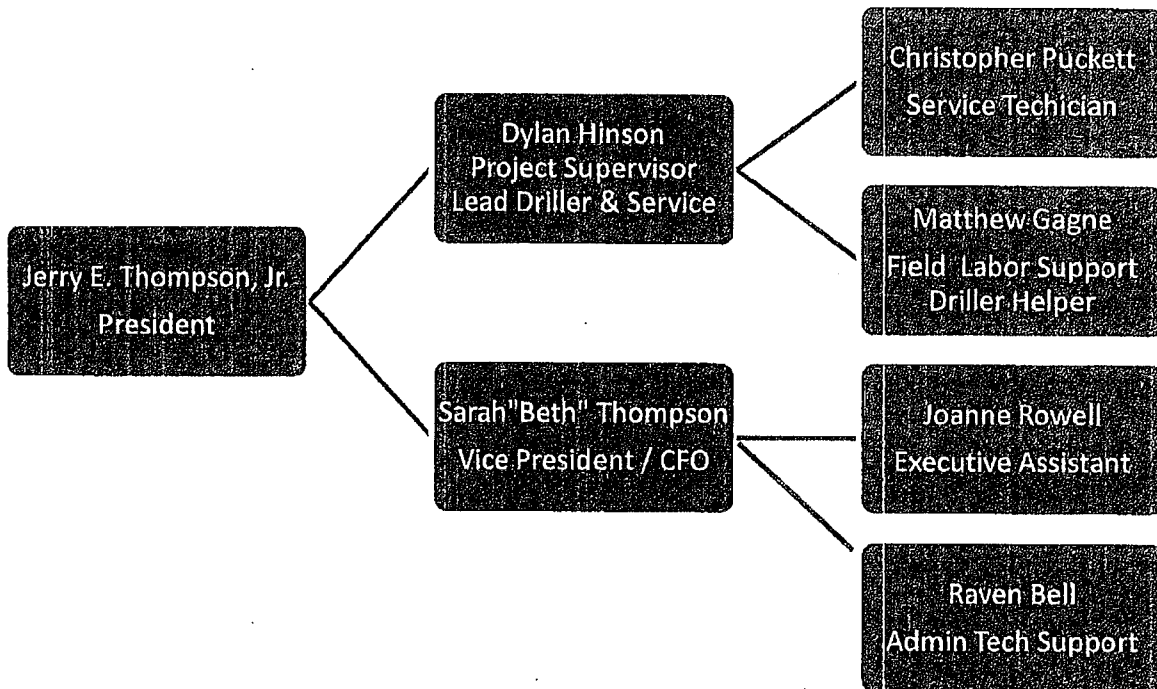 Jerry E. Thompson, Jr.
President
Dylan Hinson
Project Supervisor
Lead Driller & Service
Sarah"Beth" Thompson
Vice President / CFO
Christopher Puckett
Service Techician
Matthew Gagne
Field Labor Support
Driller Helper
Joanne Rowell
Executive Assistant
Raven Bell
Admin Tech Support